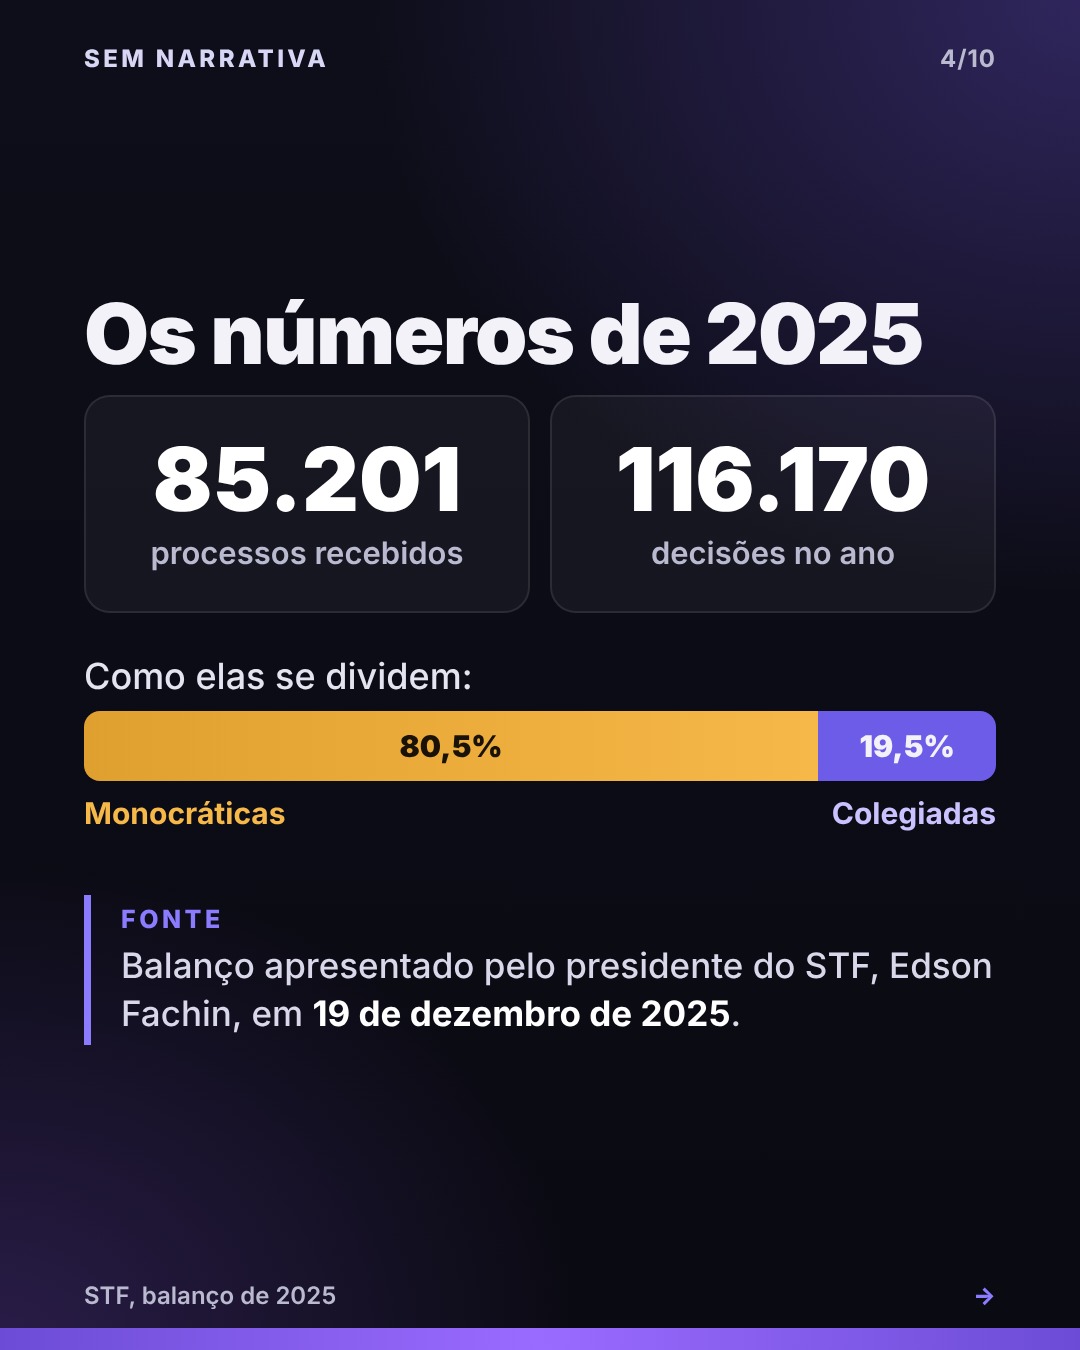 SEM NARRATIVA
4/10
Os números de 2025
85.201
processos recebidos
116.170
decisões no ano
Como elas se dividem:
80,5%
19,5%
Monocráticas
Colegiadas
FONTE
Balanço apresentado pelo presidente do STF, Edson
Fachin, em 19 de dezembro de 2025.
STF, balanço de 2025
→